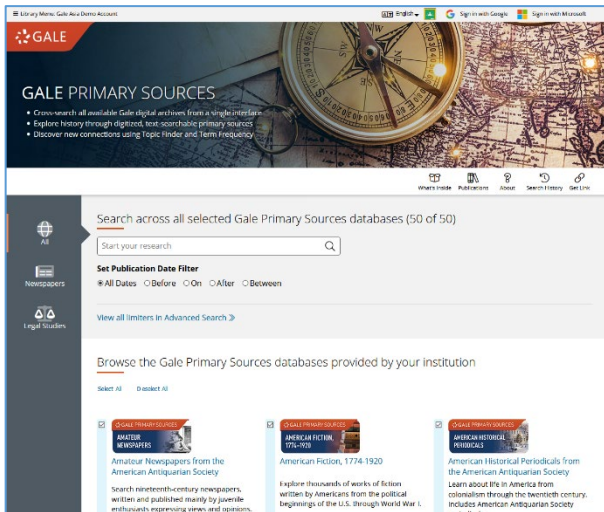 Library Menu: Gale Asia Demo Account
English
Sign in with Google
Sign in with Microsoft
GALE
GALE PRIMARY SOURCES
• Cross-search all available Gale digital archives from a single interface
• Explore history through digitized, text-searchable primary sources
• Discover new connections using Topic Finder and Term Frequency
What's Inside Publications About Search History Get Link
All
Newspapers
Legal Studies
Search across all selected Gale Primary Sources databases (50 of 50)
Start your research
Set Publication Date Filter
All Dates Before On After Between
View all limiters in Advanced Search »
Browse the Gale Primary Sources databases provided by your institution
Select All Deselect All
GALE PRIMARY SOURCES
AMATEUR
NEWSPAPERS
Amateur Newspapers from the
American Antiquarian Society
Search nineteenth-century newspapers,
written and published mainly by juvenile
enthusiasts expressing views and opinions.
GALE PRIMARY SOURCES
AMERICAN FICTION,
1774–1920
American Fiction, 1774-1920
Explore thousands of works of fiction
written by Americans from the political
beginnings of the U.S. through World War I.
GALE PRIMARY SOURCES
AMERICAN HISTORICAL
PERIODICALS
American Historical Periodicals from
the American Antiquarian Society
Learn about life in America from
colonialism through the twentieth century.
Includes American Antiquarian Society